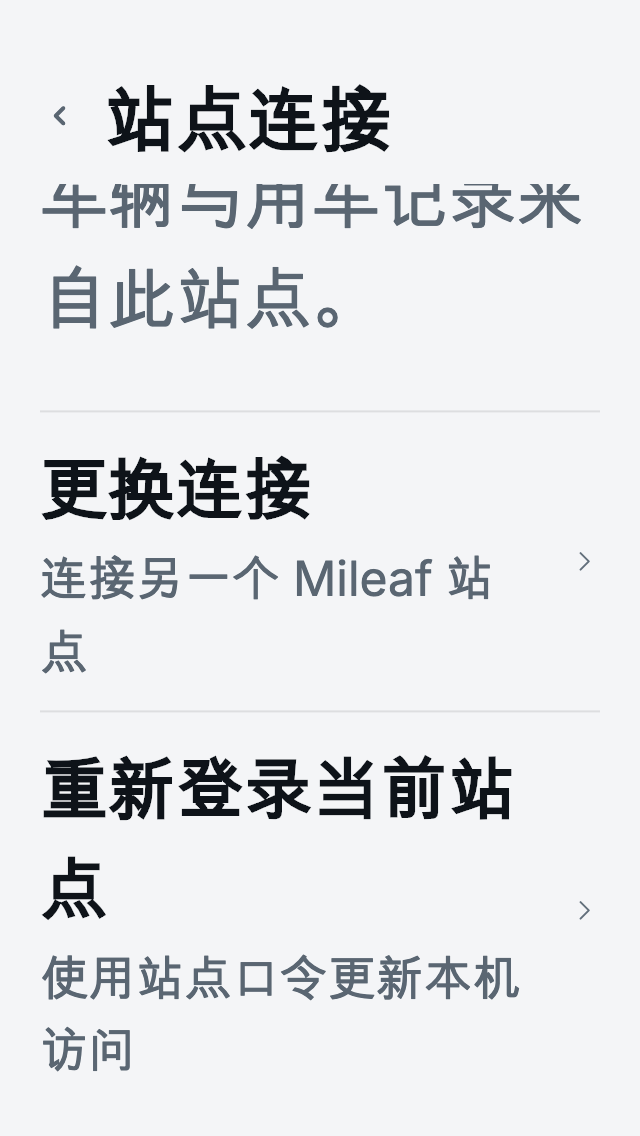 站点连接
车辆与用车记录来
自此站点。
更换连接
连接另一个 Mileaf 站
点
重新登录当前站
点
使用站点口令更新本机
访问